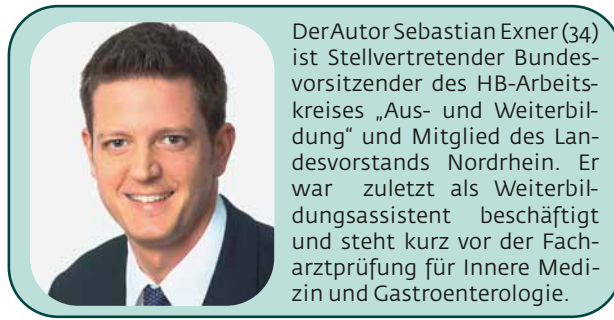 Der Autor Sebastian Exner (34)
ist Stellvertretender Bundes-
vorsitzender des HB-Arbeits-
kreises „Aus- und Weiterbil-
dung“ und Mitglied des Lan-
desvorstands Nordrhein. Er
war zuletzt als Weiterbil-
dungsassistent beschäftigt
und steht kurz vor der Fach-
arztprüfung für Innere Medi-
zin und Gastroenterologie.